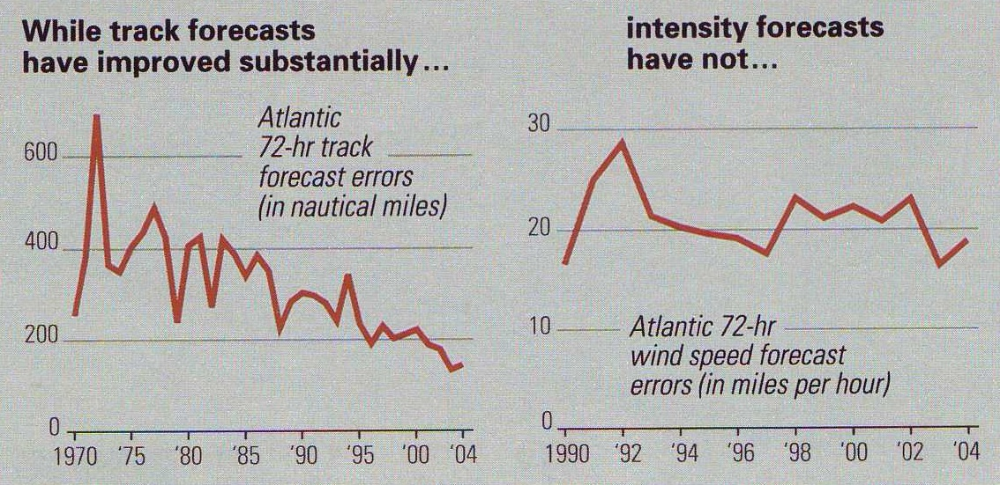 While track forecasts
have improved substantially...
Atlantic
72-hr track
forecast errors
(in nautical miles)
600
400
200
0
1970 '75 '80 '85 '90 '95 '00 '04
intensity forecasts
have not...
30
20
10
0
Atlantic 72-hr
wind speed forecast
errors (in miles per hour)
1990 '92 '94 '96 '98 '00 '02 '04